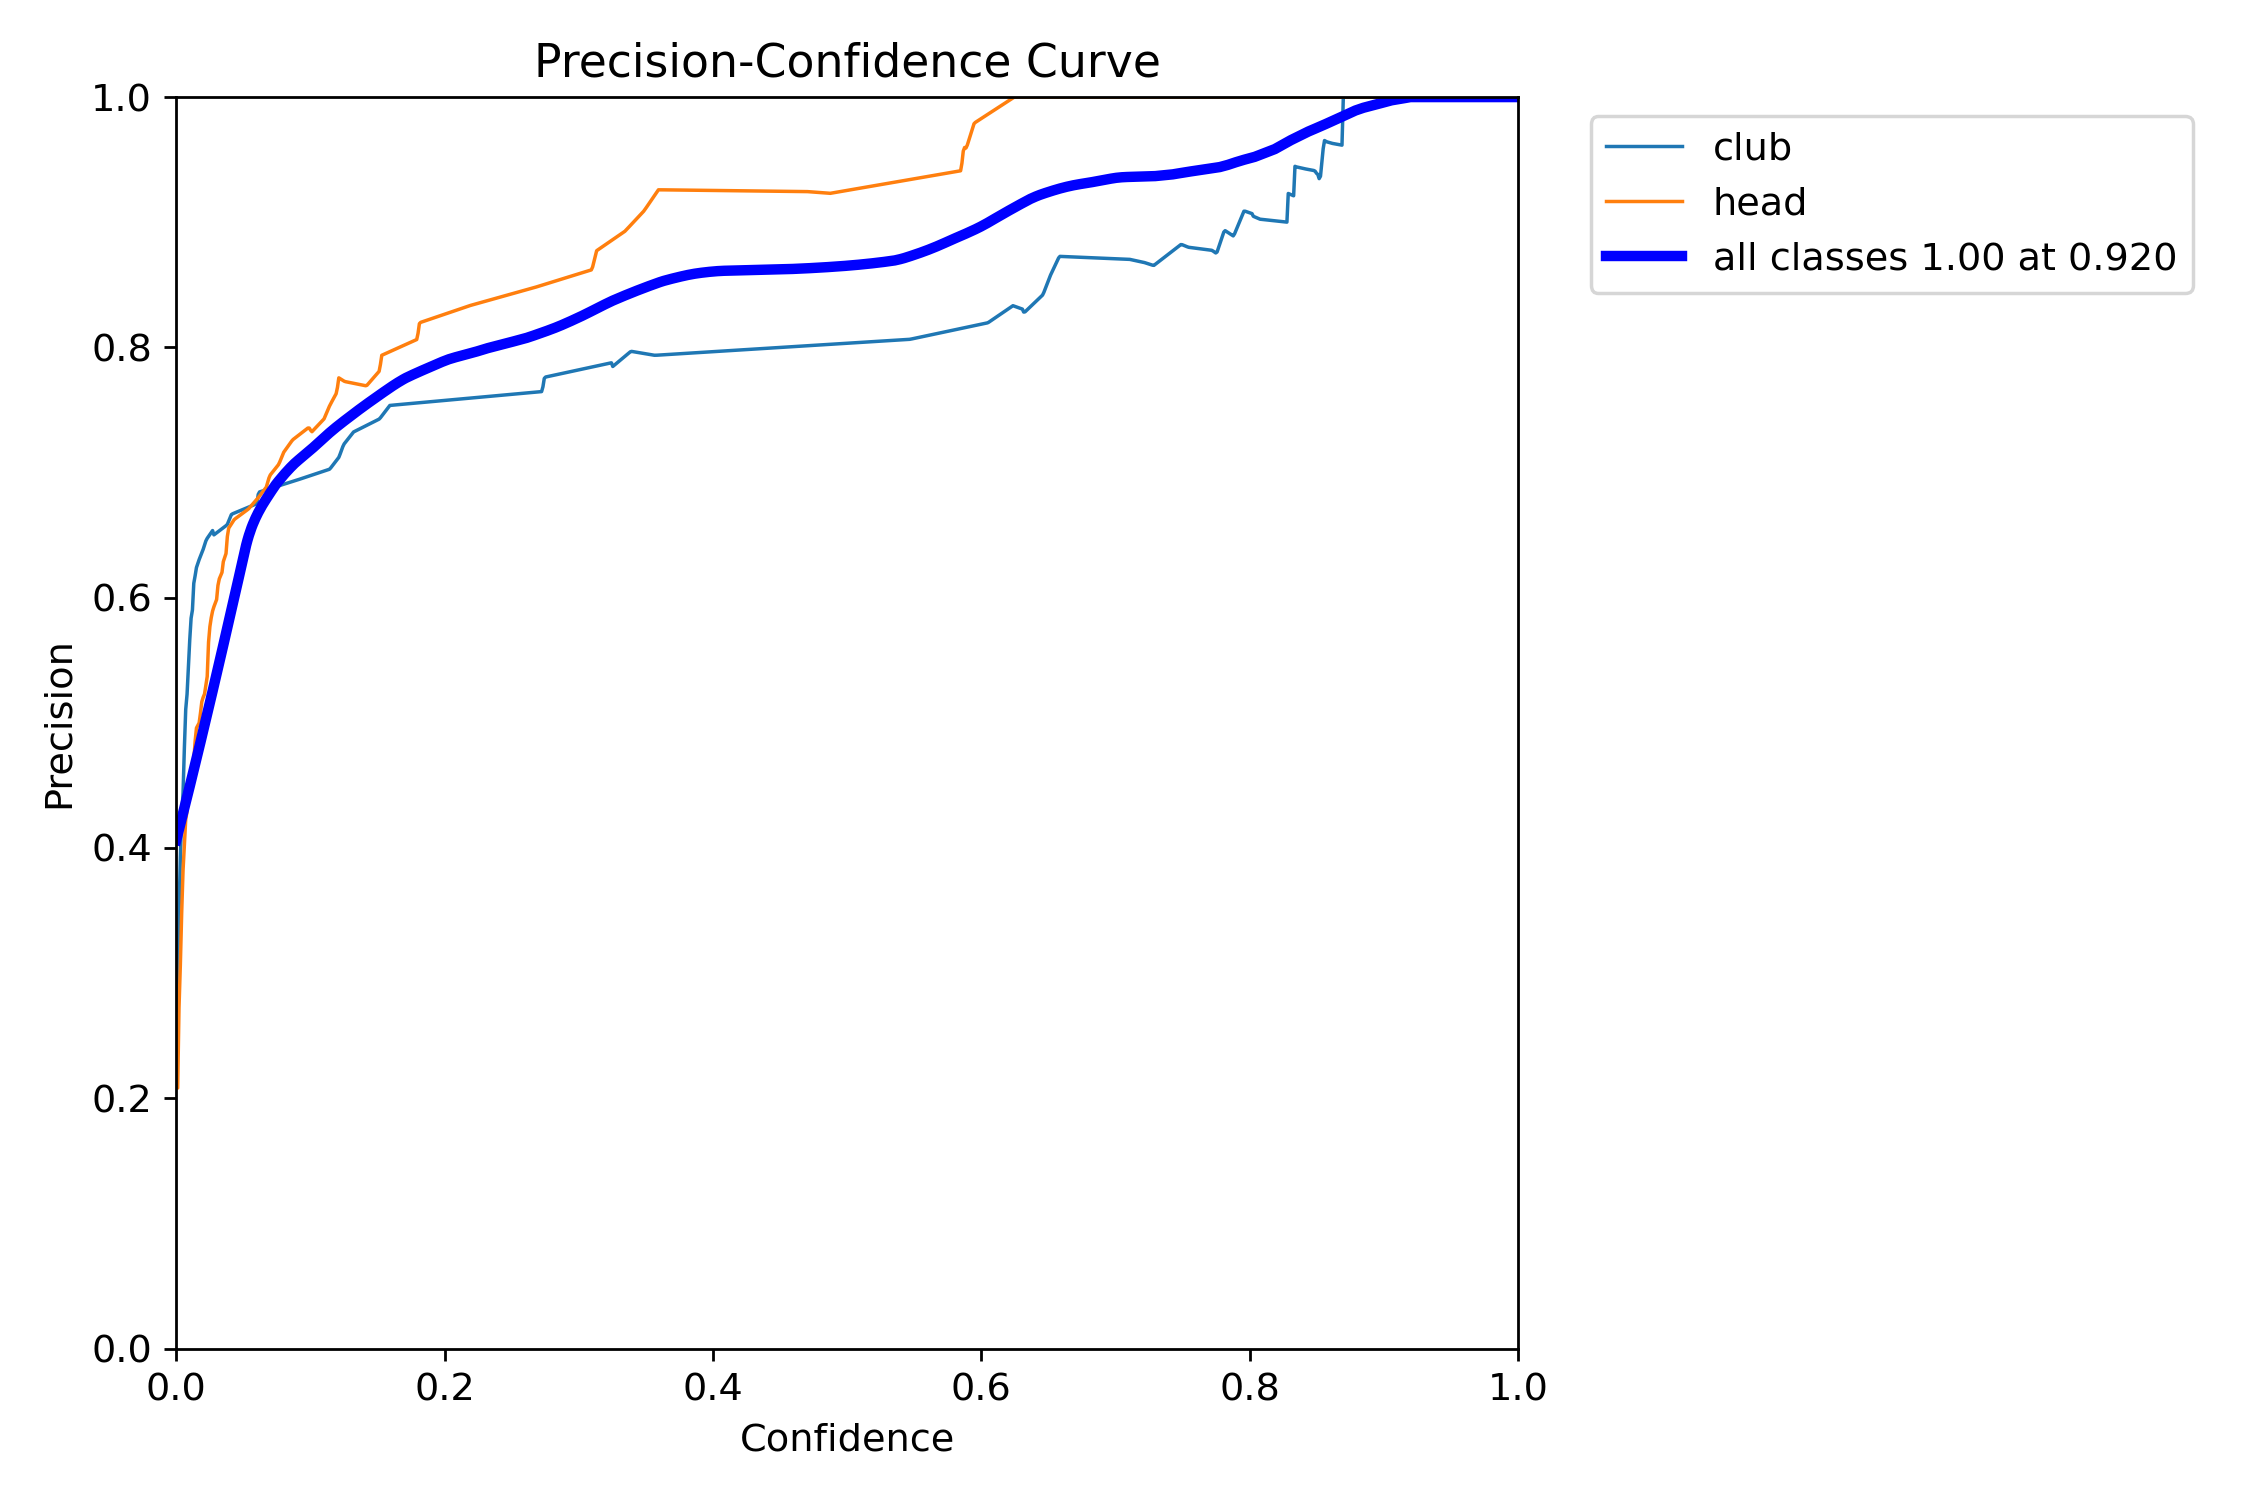 Precision-Confidence Curve
1.0
0.8
0.6
0.4
0.2
0.0
Precision
0.0 0.2 0.4 0.6 0.8 1.0
Confidence
club
head
all classes 1.00 at 0.920